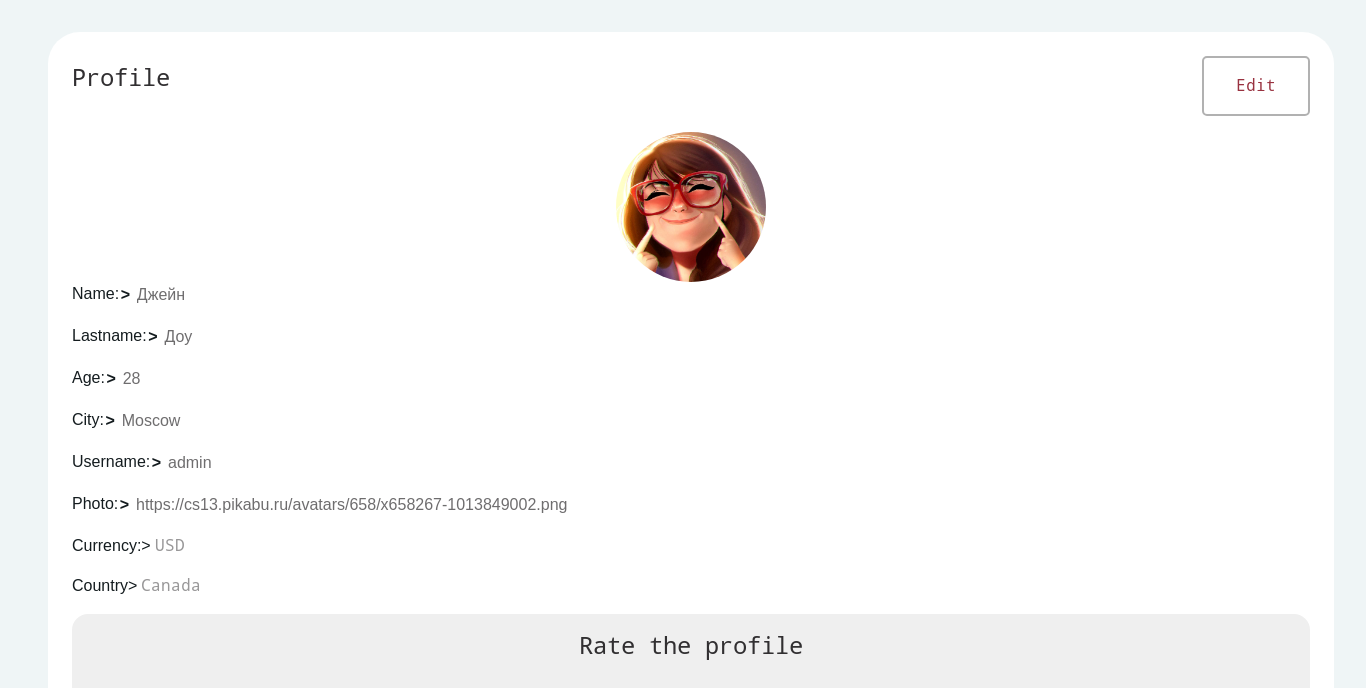 Profile
Edit
Name:> Джейн
Lastname:> Доу
Age:> 28
City:> Moscow
Username:> admin
Photo:> https://cs13.pikabu.ru/avatars/658/x658267-1013849002.png
Currency:> USD
Country> Canada
Rate the profile